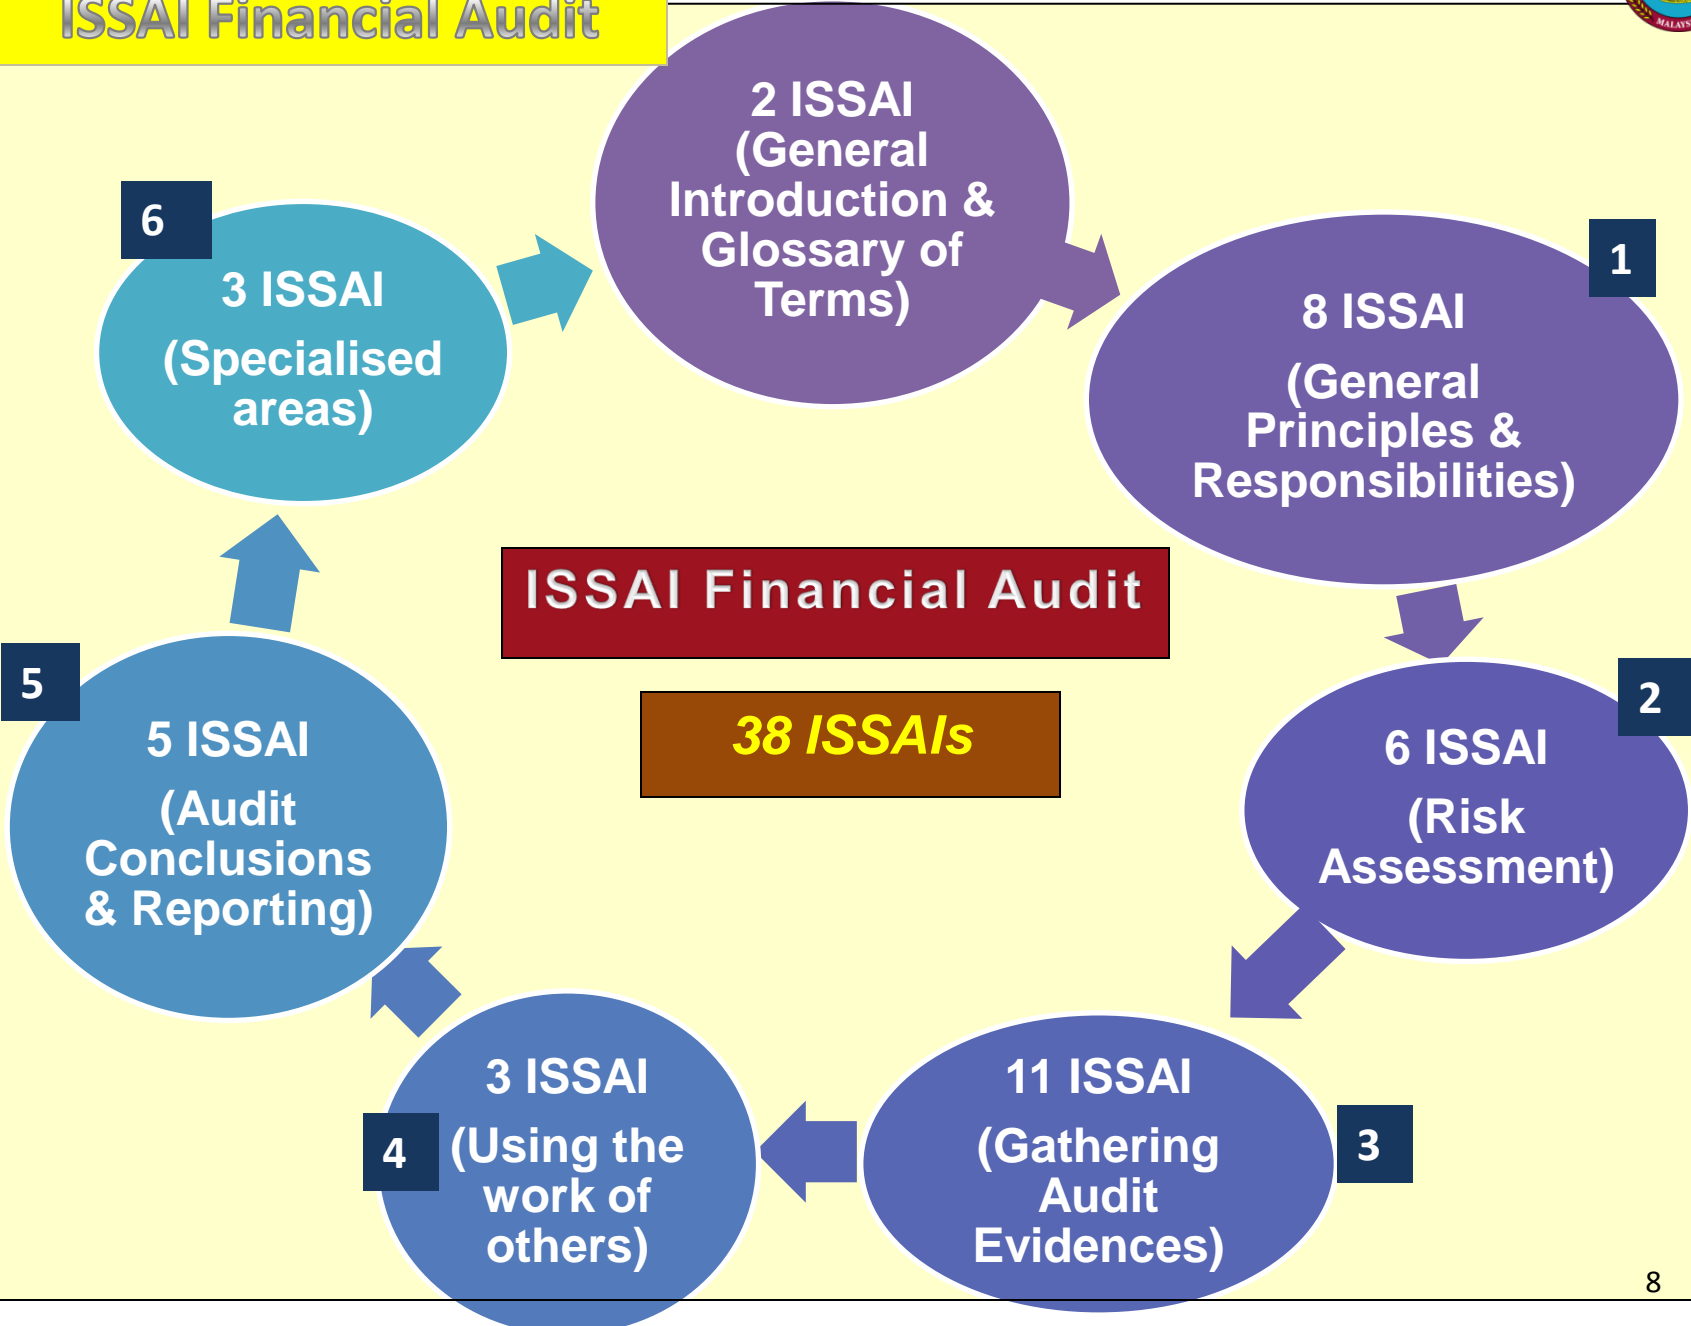 ISSAI Financial Audit
MALAYS
2 ISSAI
(General
Introduction &
Glossary of
Terms)
1
8 ISSAI
(General
Principles &
Responsibilities)
2
6 ISSAI
(Risk
Assessment)
3
11 ISSAI
(Gathering
Audit
Evidences)
4
3 ISSAI
(Using the
work of
others)
5
5 ISSAI
(Audit
Conclusions
& Reporting)
6
3 ISSAI
(Specialised
areas)
ISSAI Financial Audit
38 ISSAIs
8